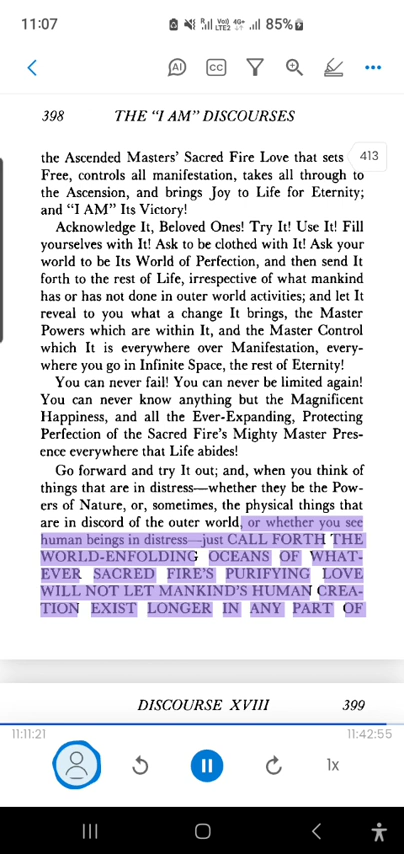 11:07
85%
AI CC
398 THE “I AM” DISCOURSES
413
the Ascended Masters’ Sacred Fire Love that sets
Free, controls all manifestation, takes all through to
the Ascension, and brings Joy to Life for Eternity;
and “I AM” Its Victory!
Acknowledge It, Beloved Ones! Try It! Use It! Fill
yourselves with It! Ask to be clothed with It! Ask your
world to be Its World of Perfection, and then send It
forth to the rest of Life, irrespective of what mankind
has or has not done in outer world activities; and let It
reveal to you what a change It brings, the Master
Powers which are within It, and the Master Control
which It is everywhere over Manifestation, every-
where you go in Infinite Space, the rest of Eternity!
You can never fail! You can never be limited again!
You can never know anything but the Magnificent
Happiness, and all the Ever-Expanding, Protecting
Perfection of the Sacred Fire’s Mighty Master Pres-
ence everywhere that Life abides!
Go forward and try It out; and, when you think of
things that are in distress—whether they be the Pow-
ers of Nature, or, sometimes, the physical things that
are in discord of the outer world, or whether you see
human beings in distress—just CALL FORTH THE
WORLD-ENFOLDING OCEANS OF WHAT-
EVER SACRED FIRE’S PURIFYING LOVE
WILL NOT LET MANKIND’S HUMAN CREA-
TION EXIST LONGER IN ANY PART OF
DISCOURSE XVIII 399
11:11:21 11:42:55
1x